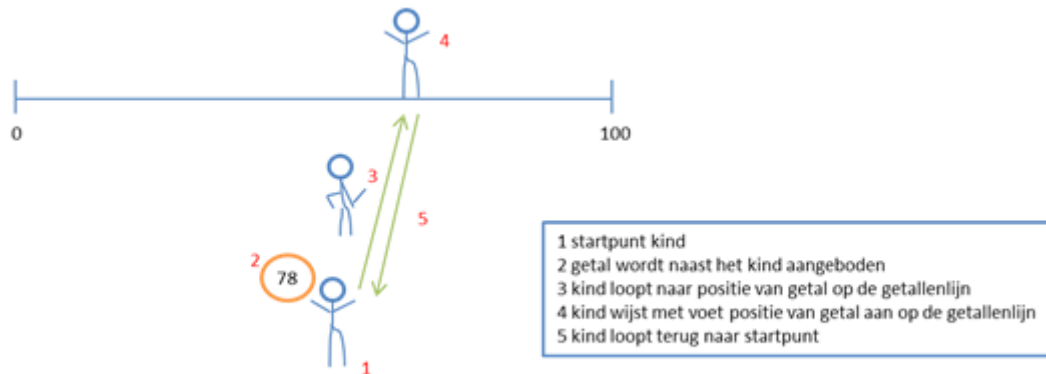 4
0
100
3
5
2
78
1
1 startpunt kind
2 getal wordt naast het kind aangeboden
3 kind loopt naar positie van getal op de getallenlijn
4 kind wijst met voet positie van getal aan op de getallenlijn
5 kind loopt terug naar startpunt